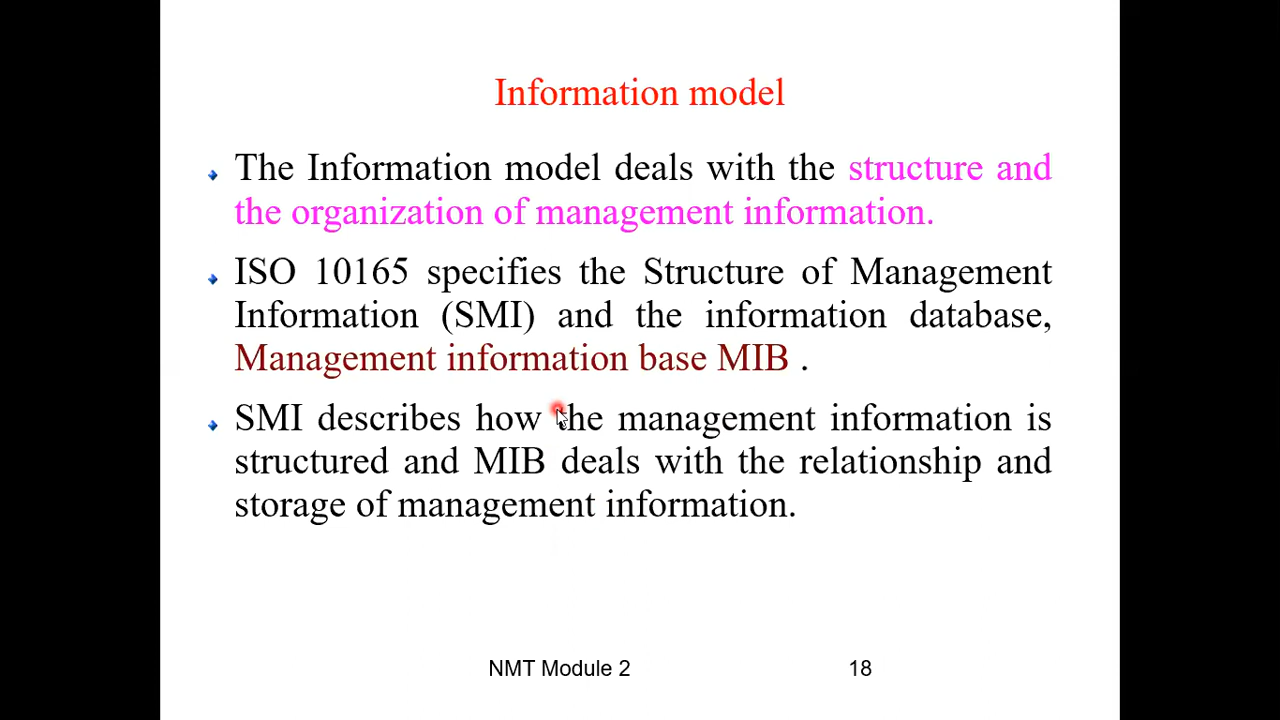 Information model
The Information model deals with the structure and
the organization of management information.
ISO 10165 specifies the Structure of Management
Information (SMI) and the information database,
Management information base MIB .
SMI describes how the management information is
structured and MIB deals with the relationship and
storage of management information.
NMT Module 2
18